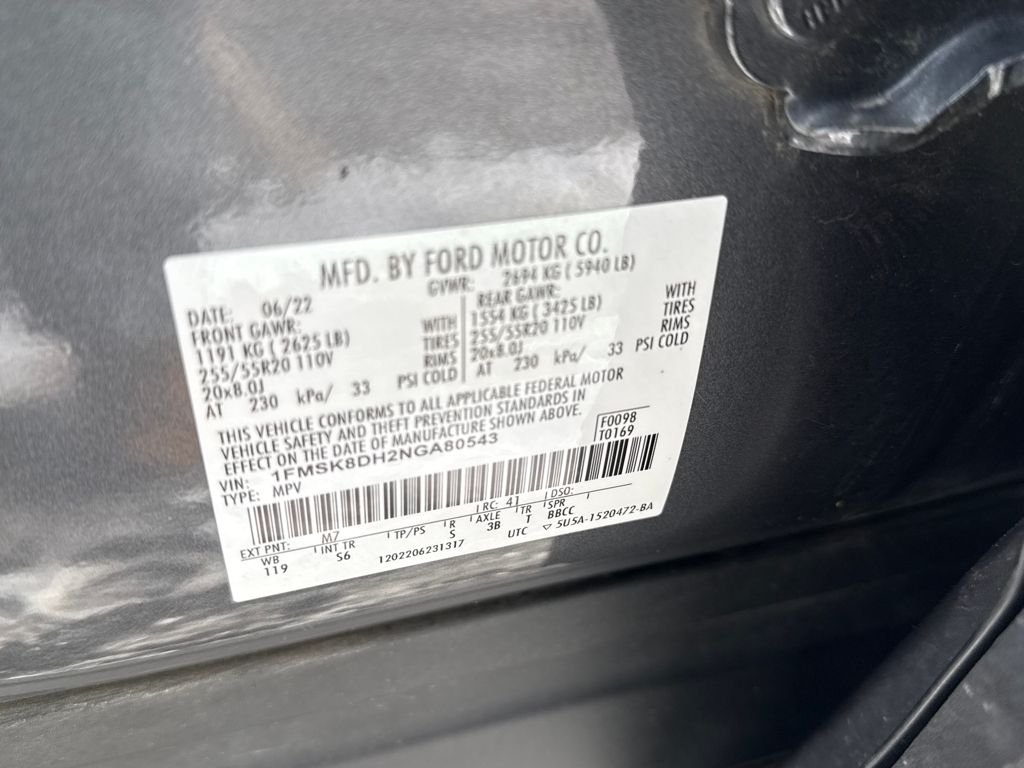 MFD. BY FORD MOTOR CO.
DATE: 06/22 GVWR: 2694 KG ( 5940 LB)
FRONT GAWR: REAR GAWR:
1191 KG ( 2625 LB) WITH 1554 KG ( 3425 LB) WITH
255/55R20 110V TIRES 255/55R20 110V TIRES
20x8.0J RIMS 20x8.0J RIMS
AT 230 kPa/ 33 PSI COLD AT 230 kPa/ 33 PSI COLD
THIS VEHICLE CONFORMS TO ALL APPLICABLE FEDERAL MOTOR
VEHICLE SAFETY AND THEFT PREVENTION STANDARDS IN
EFFECT ON THE DATE OF MANUFACTURE SHOWN ABOVE.
VIN: 1FMSK8DH2NGA80543 F0098
TYPE: MPV T0169
EXT PNT: M7 RC: 41 DSO:
WB INT TR TP/PS R AXLE TR SPR
119 S6 S 3B T BBCC
1202206231317 UTC ▽ 5U5A-1520472-BA